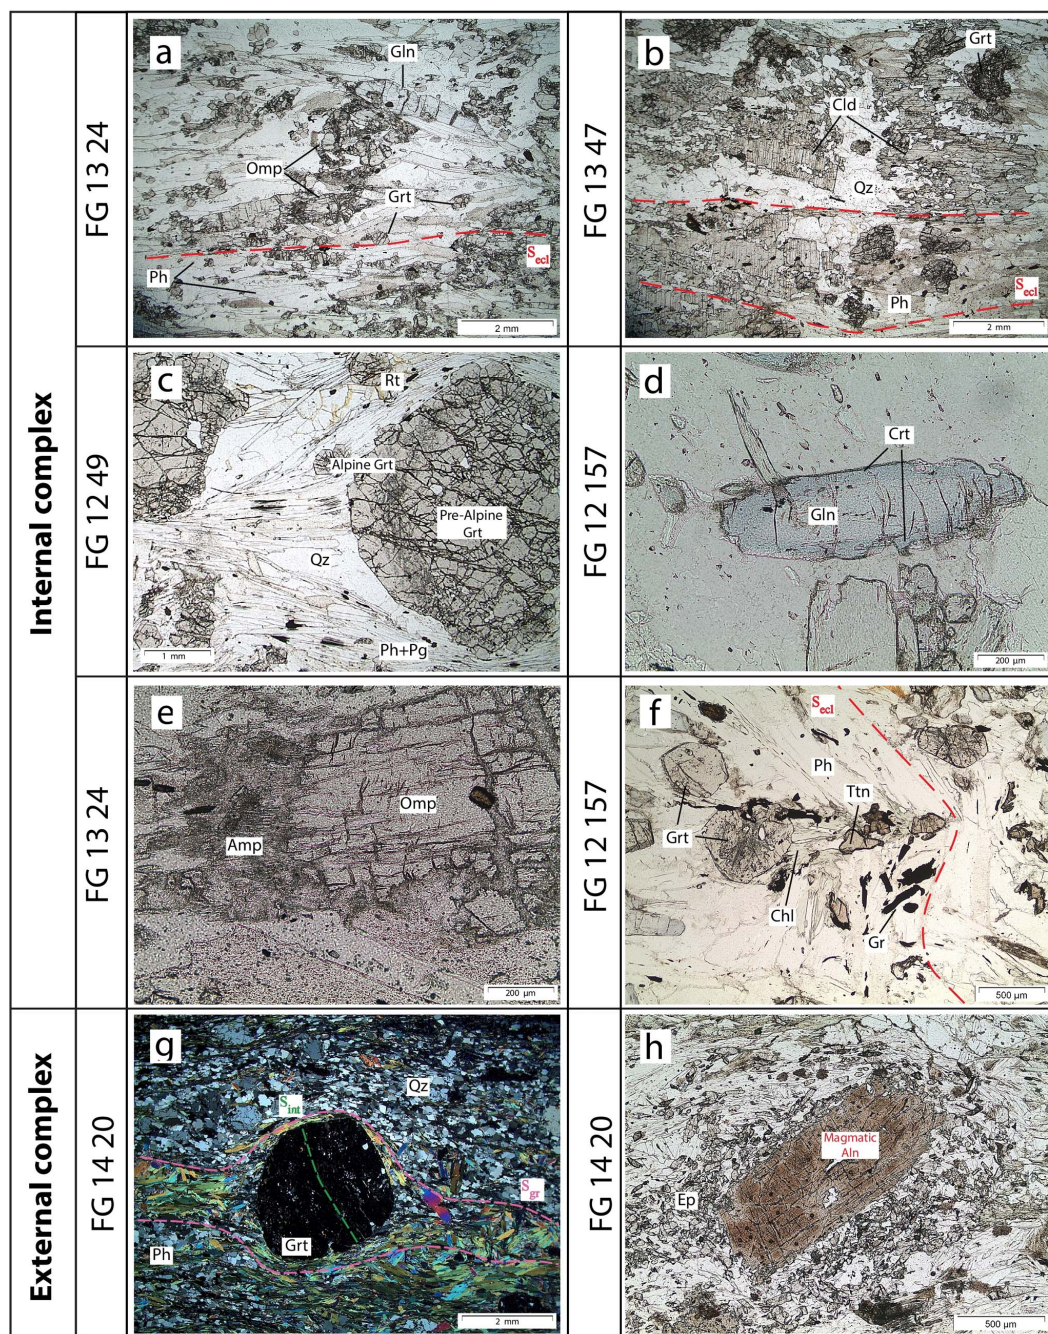 Internal complex
External complex
FG 13 24
a
Gln
Omp
Grt
Ph
Secl
2 mm
FG 13 47
b
Grt
Cld
Qz
Ph
Secl
2 mm
FG 12 49
c
Rt
Alpine Grt
Pre-Alpine
Grt
Qz
Ph+Pg
1 mm
FG 12 157
d
Crt
Gln
200 µm
FG 13 24
e
Omp
Amp
200 µm
FG 12 157
f
Secl
Ph
Ttn
Grt
Chl
Gr
500 µm
FG 14 20
g
Qz
Sint
Sgr
Ph
Grt
2 mm
FG 14 20
h
Magmatic
Aln
Ep
500 µm